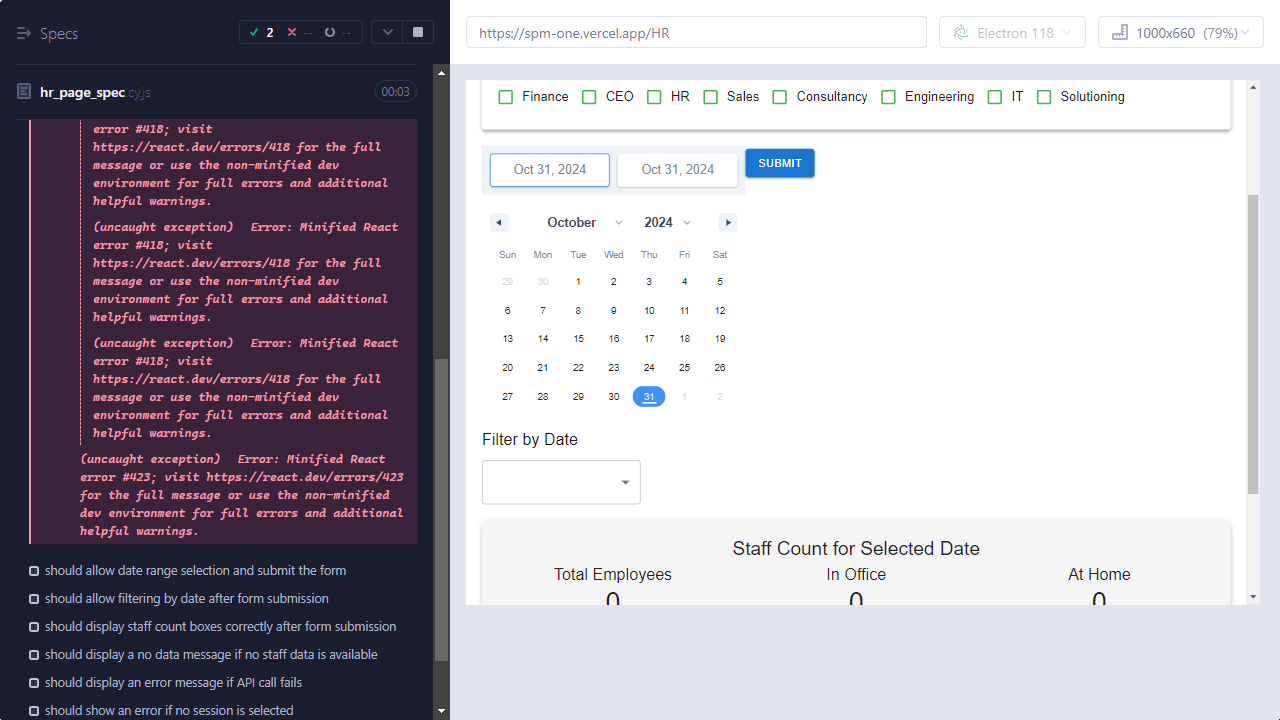 Specs
2
--
--
https://spm-one.vercel.app/HR
Electron 118
1000x660 (79%)
hr_page_spec.cy.js
00:03
error #418; visit
https://react.dev/errors/418 for the full
message or use the non-minified dev
environment for full errors and additional
helpful warnings.
(uncaught exception) Error: Minified React
error #418; visit
https://react.dev/errors/418 for the full
message or use the non-minified dev
environment for full errors and additional
helpful warnings.
(uncaught exception) Error: Minified React
error #418; visit
https://react.dev/errors/418 for the full
message or use the non-minified dev
environment for full errors and additional
helpful warnings.
(uncaught exception) Error: Minified React
error #423; visit https://react.dev/errors/423
for the full message or use the non-minified
dev environment for full errors and additional
helpful warnings.
should allow date range selection and submit the form
should allow filtering by date after form submission
should display staff count boxes correctly after form submission
should display a no data message if no staff data is available
should display an error message if API call fails
should show an error if no session is selected
Finance CEO HR Sales Consultancy Engineering IT Solutioning
Oct 31, 2024 Oct 31, 2024 SUBMIT
October 2024
Sun Mon Tue Wed Thu Fri Sat
29 30 1 2 3 4 5
6 7 8 9 10 11 12
13 14 15 16 17 18 19
20 21 22 23 24 25 26
27 28 29 30 31 1 2
Filter by Date
Staff Count for Selected Date
Total Employees In Office At Home
0 0 0